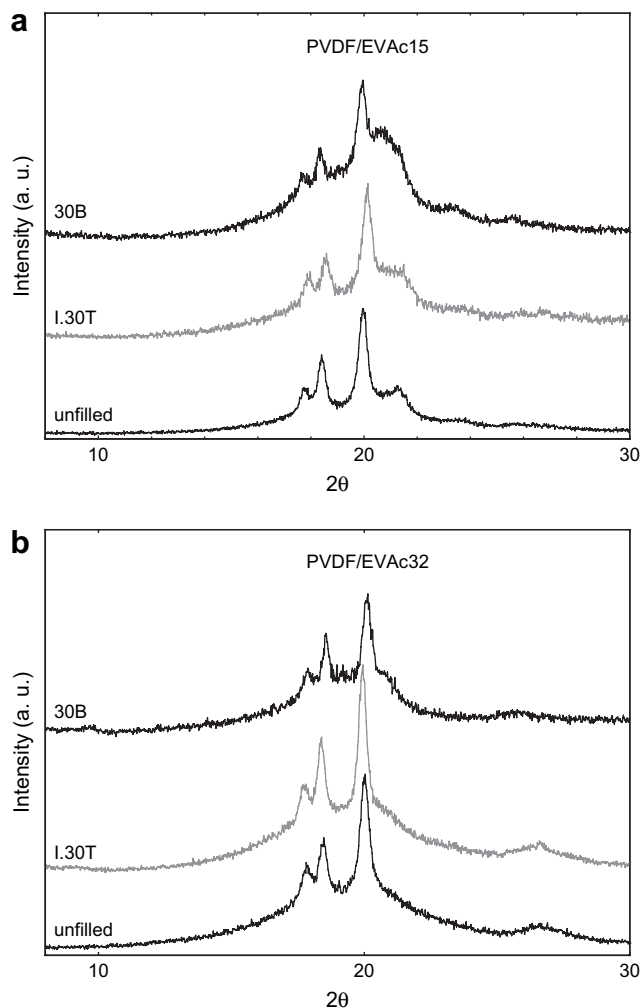 a
PVDF/EVAc15
Intensity (a. u.)
30B
I.30T
unfilled
10
20
30
2θ
b
PVDF/EVAc32
Intensity (a. u.)
30B
I.30T
unfilled
10
20
30
2θ